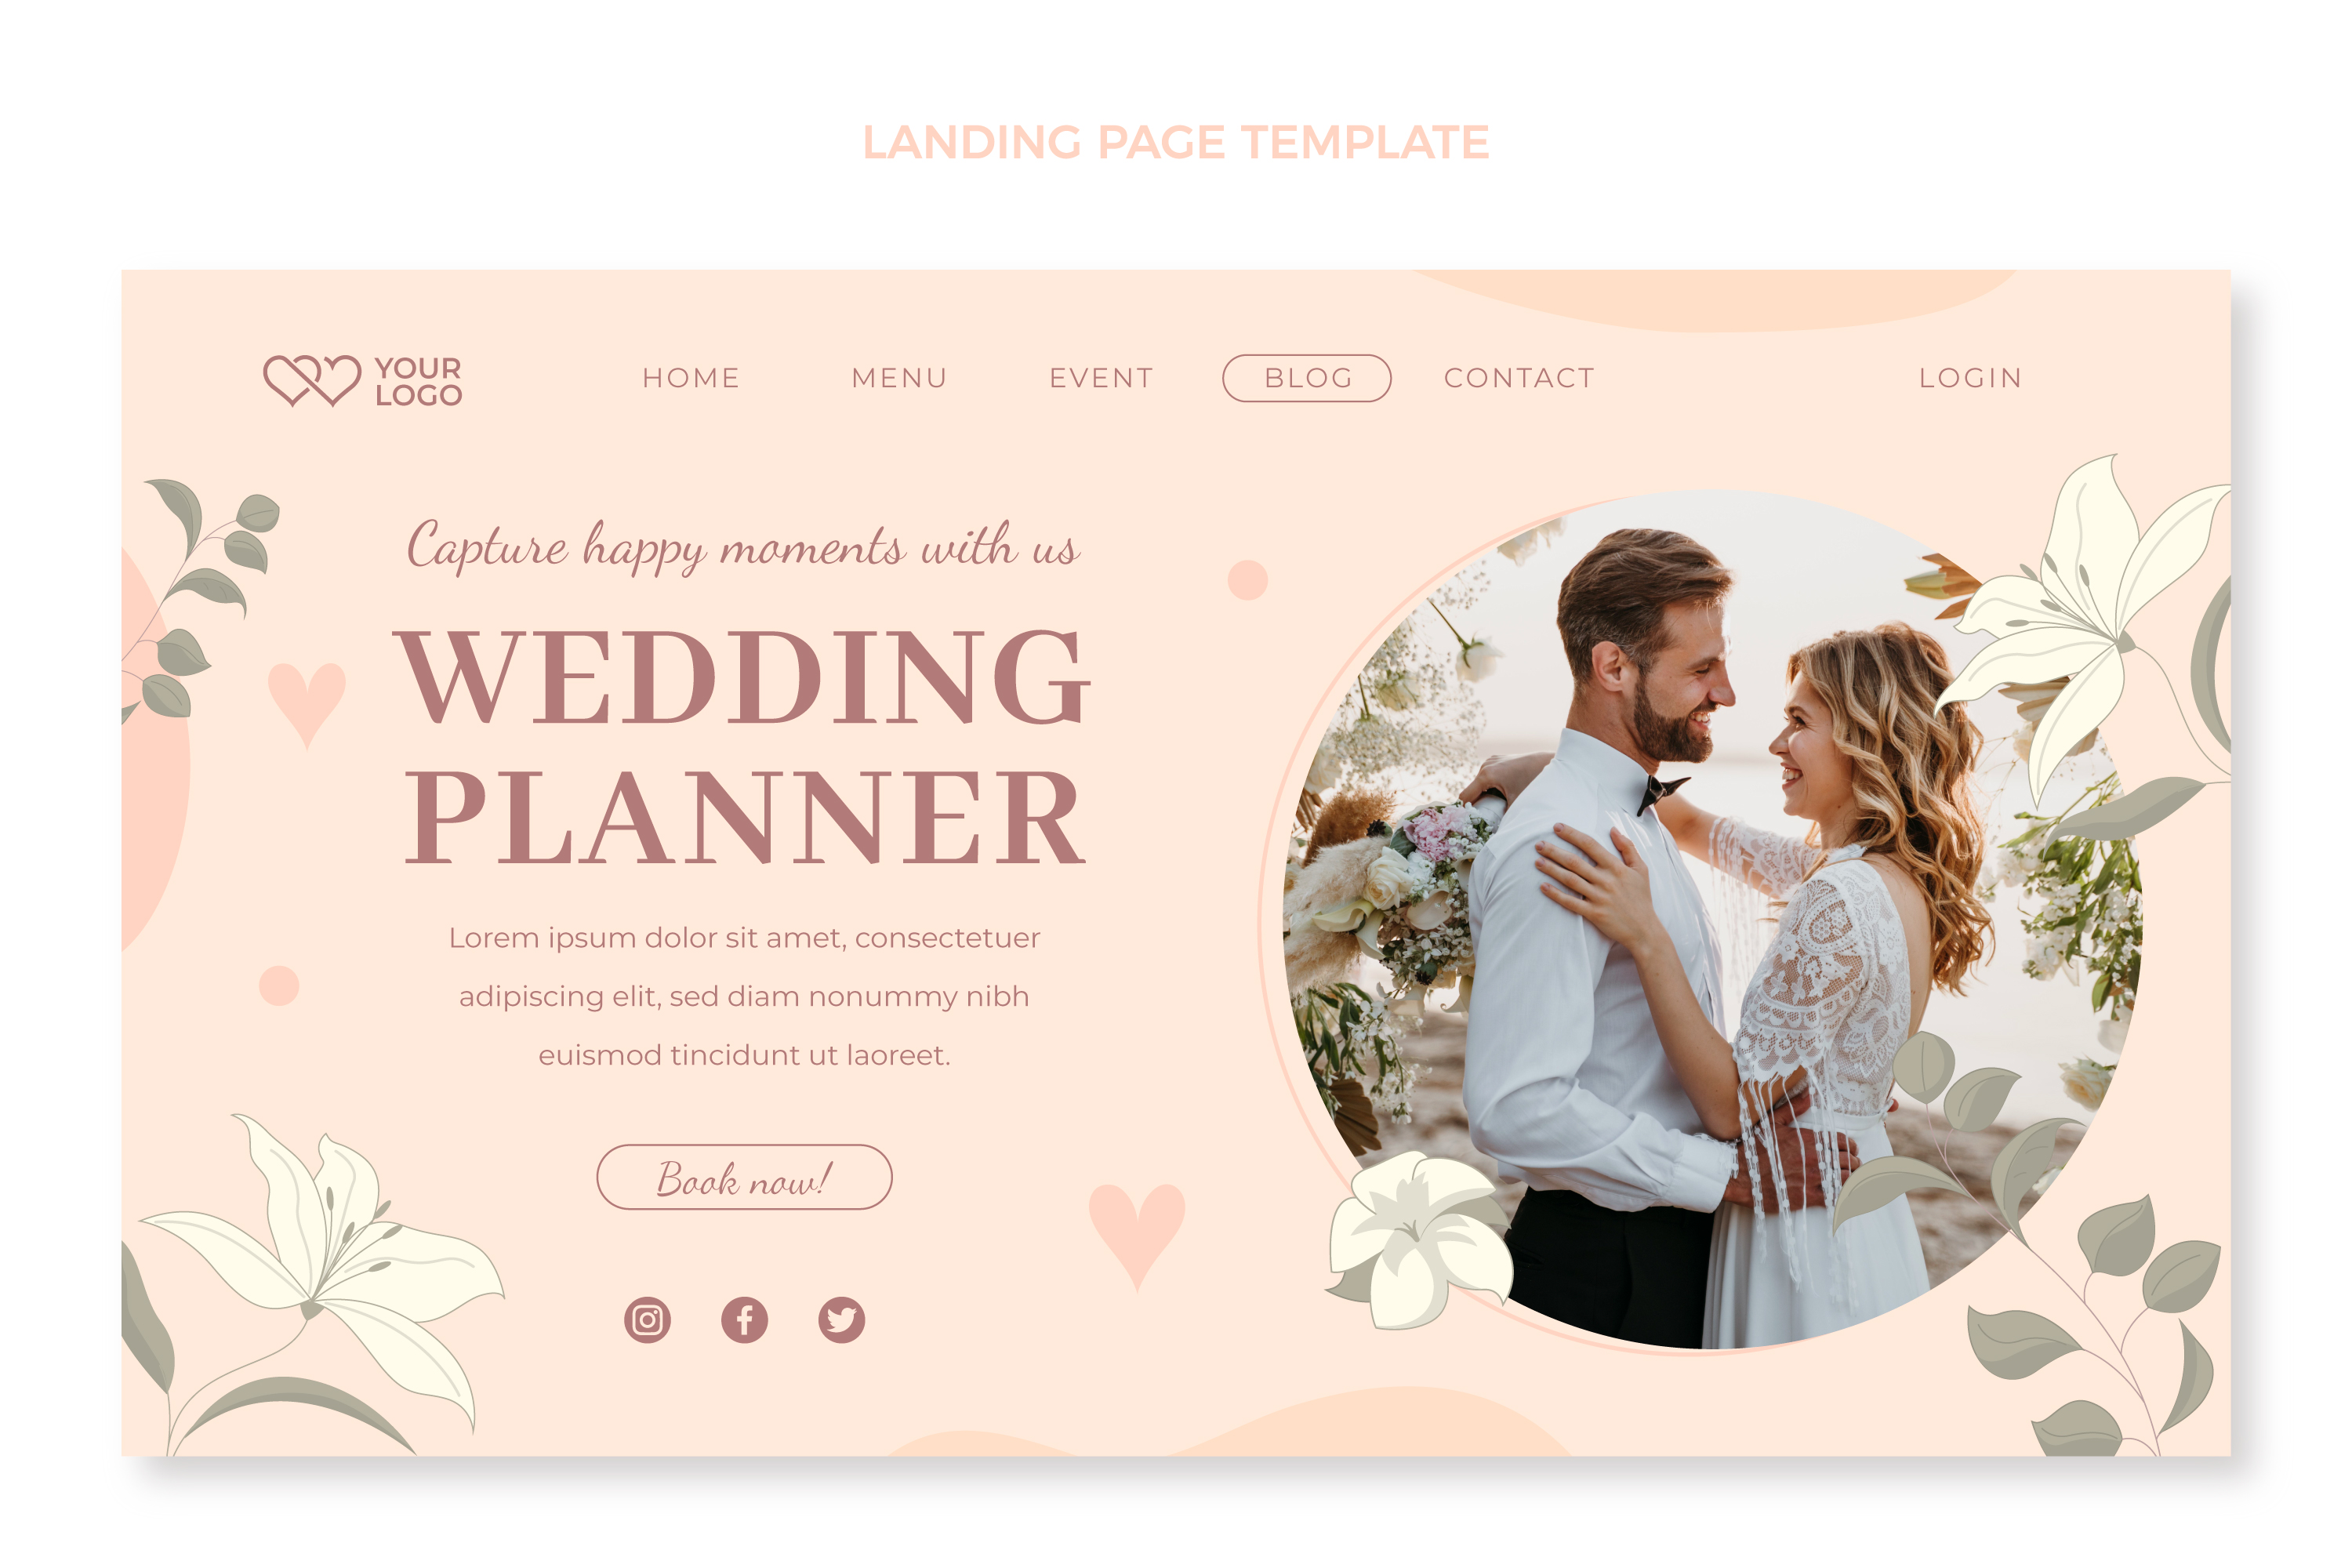 LANDING PAGE TEMPLATE
YOUR
LOGO
HOME MENU EVENT BLOG CONTACT LOGIN
Capture happy moments with us
WEDDING
PLANNER
Lorem ipsum dolor sit amet, consectetuer
adipiscing elit, sed diam nonummy nibh
euismod tincidunt ut laoreet.
Book now!